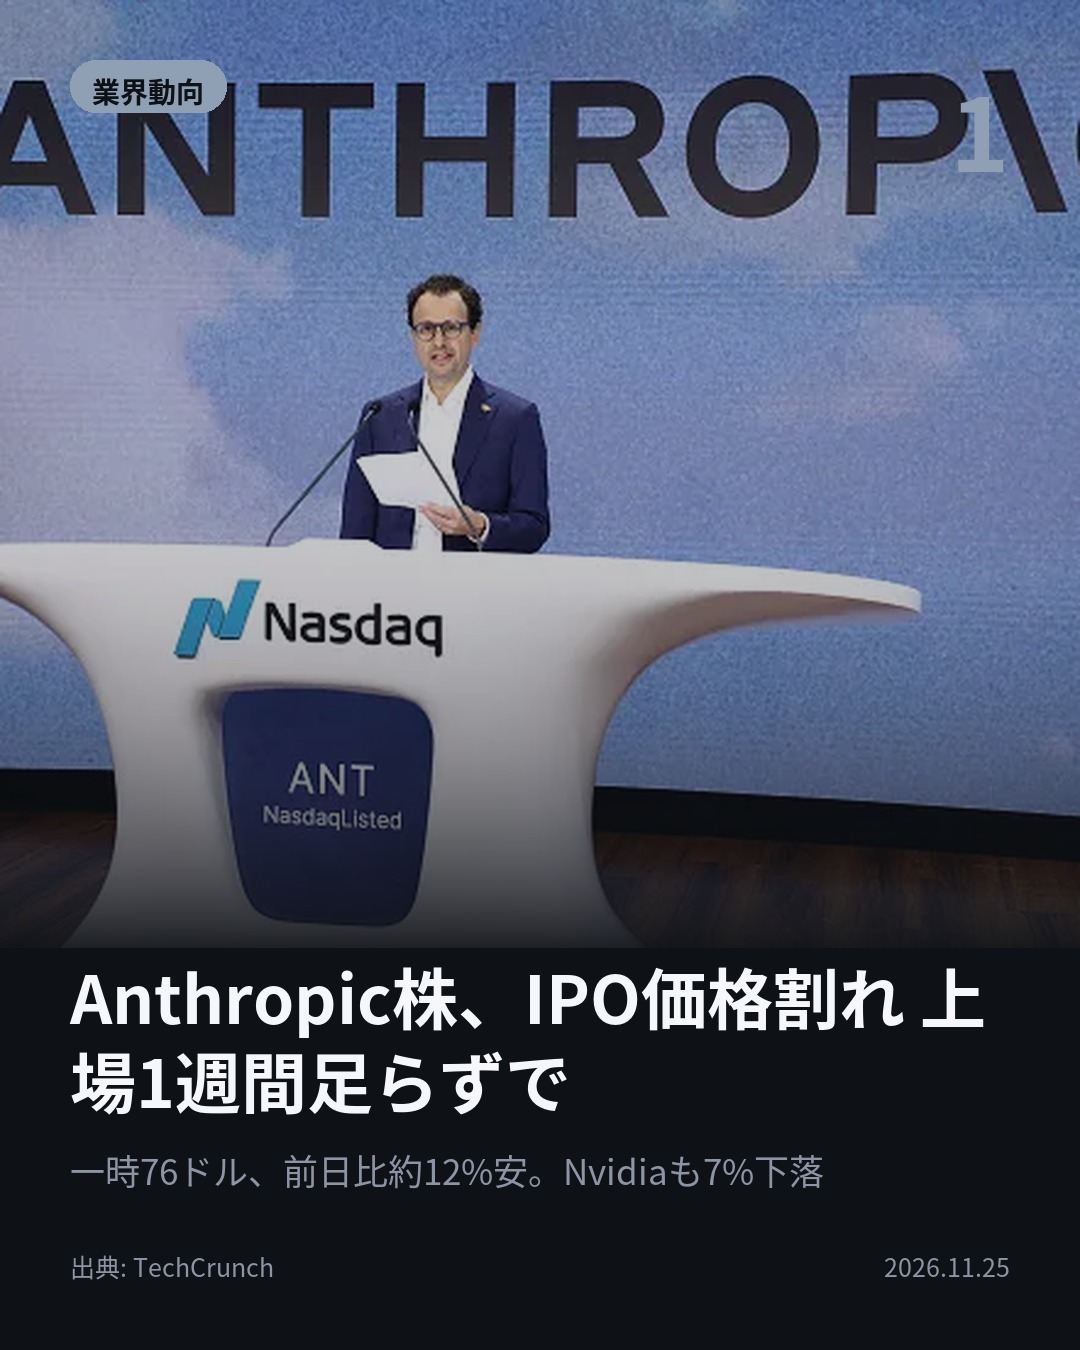 業界動向
ANTHROP\C
1
Nasdaq
ANT
NasdaqListed
Anthropic株、IPO価格割れ 上
場1週間足らずで
一時76ドル、前日比約12%安。Nvidiaも7%下落
出典: TechCrunch
2026.11.25